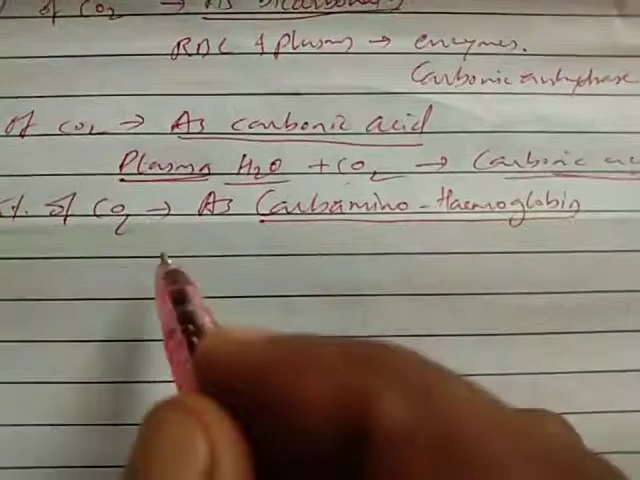 of CO2 → As bicarbonates
RBC & Plasma → enzymes.
Carbonic anhydrase
of CO2 → As carbonic acid
Plasma H2O + CO2 → Carbonic ac
% of CO2 → As Carbamino-Haemoglobin